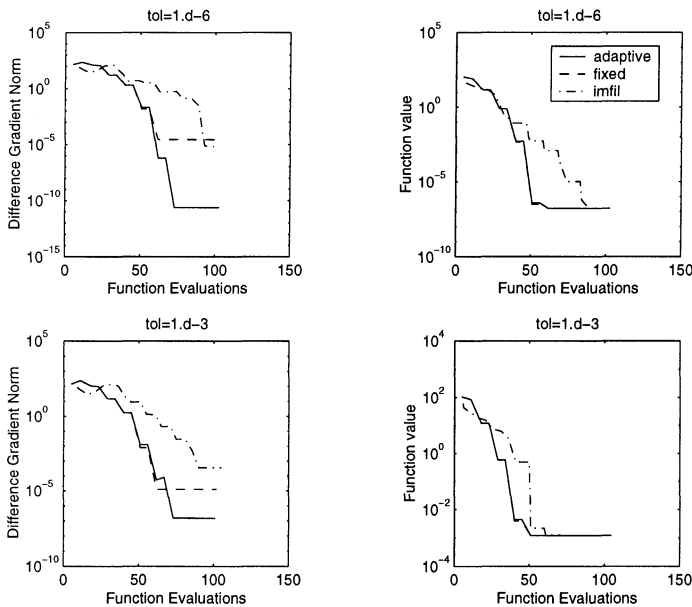 tol=1.d−6
10^5
10^0
10^−5
10^−10
10^−15
Difference Gradient Norm
0 50 100 150
Function Evaluations
tol=1.d−6
adaptive
fixed
imfil
10^5
10^0
10^−5
10^−10
Function value
0 50 100 150
Function Evaluations
tol=1.d−3
10^5
10^0
10^−5
10^−10
Difference Gradient Norm
0 50 100 150
Function Evaluations
tol=1.d−3
10^4
10^2
10^0
10^−2
10^−4
Function value
0 50 100 150
Function Evaluations